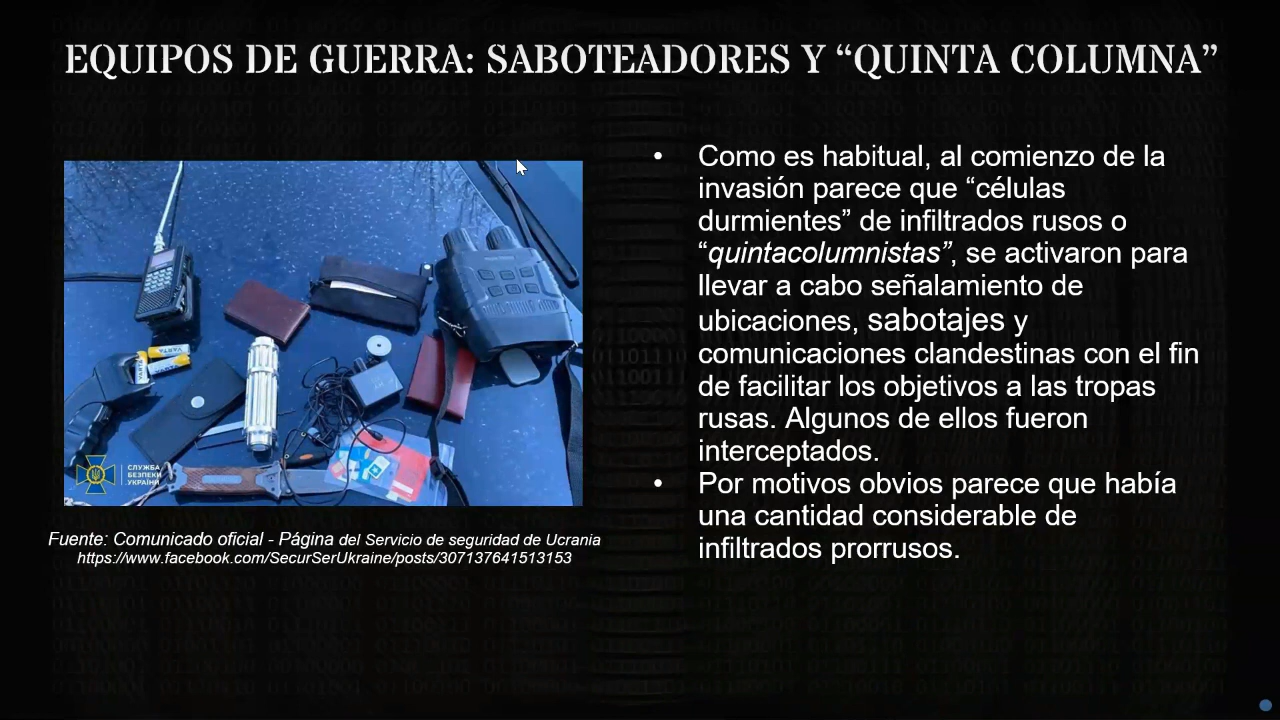 EQUIPOS DE GUERRA: SABOTEADORES Y “QUINTA COLUMNA”
VARTA
СЛУЖБА
БЕЗПЕКИ
УКРАЇНИ
Fuente: Comunicado oficial - Página del Servicio de seguridad de Ucrania
https://www.facebook.com/SecurSerUkraine/posts/307137641513153
• Como es habitual, al comienzo de la
invasión parece que “células
durmientes” de infiltrados rusos o
“quintacolumnistas”, se activaron para
llevar a cabo señalamiento de
ubicaciones, sabotajes y
comunicaciones clandestinas con el fin
de facilitar los objetivos a las tropas
rusas. Algunos de ellos fueron
interceptados.
• Por motivos obvios parece que había
una cantidad considerable de
infiltrados prorrusos.